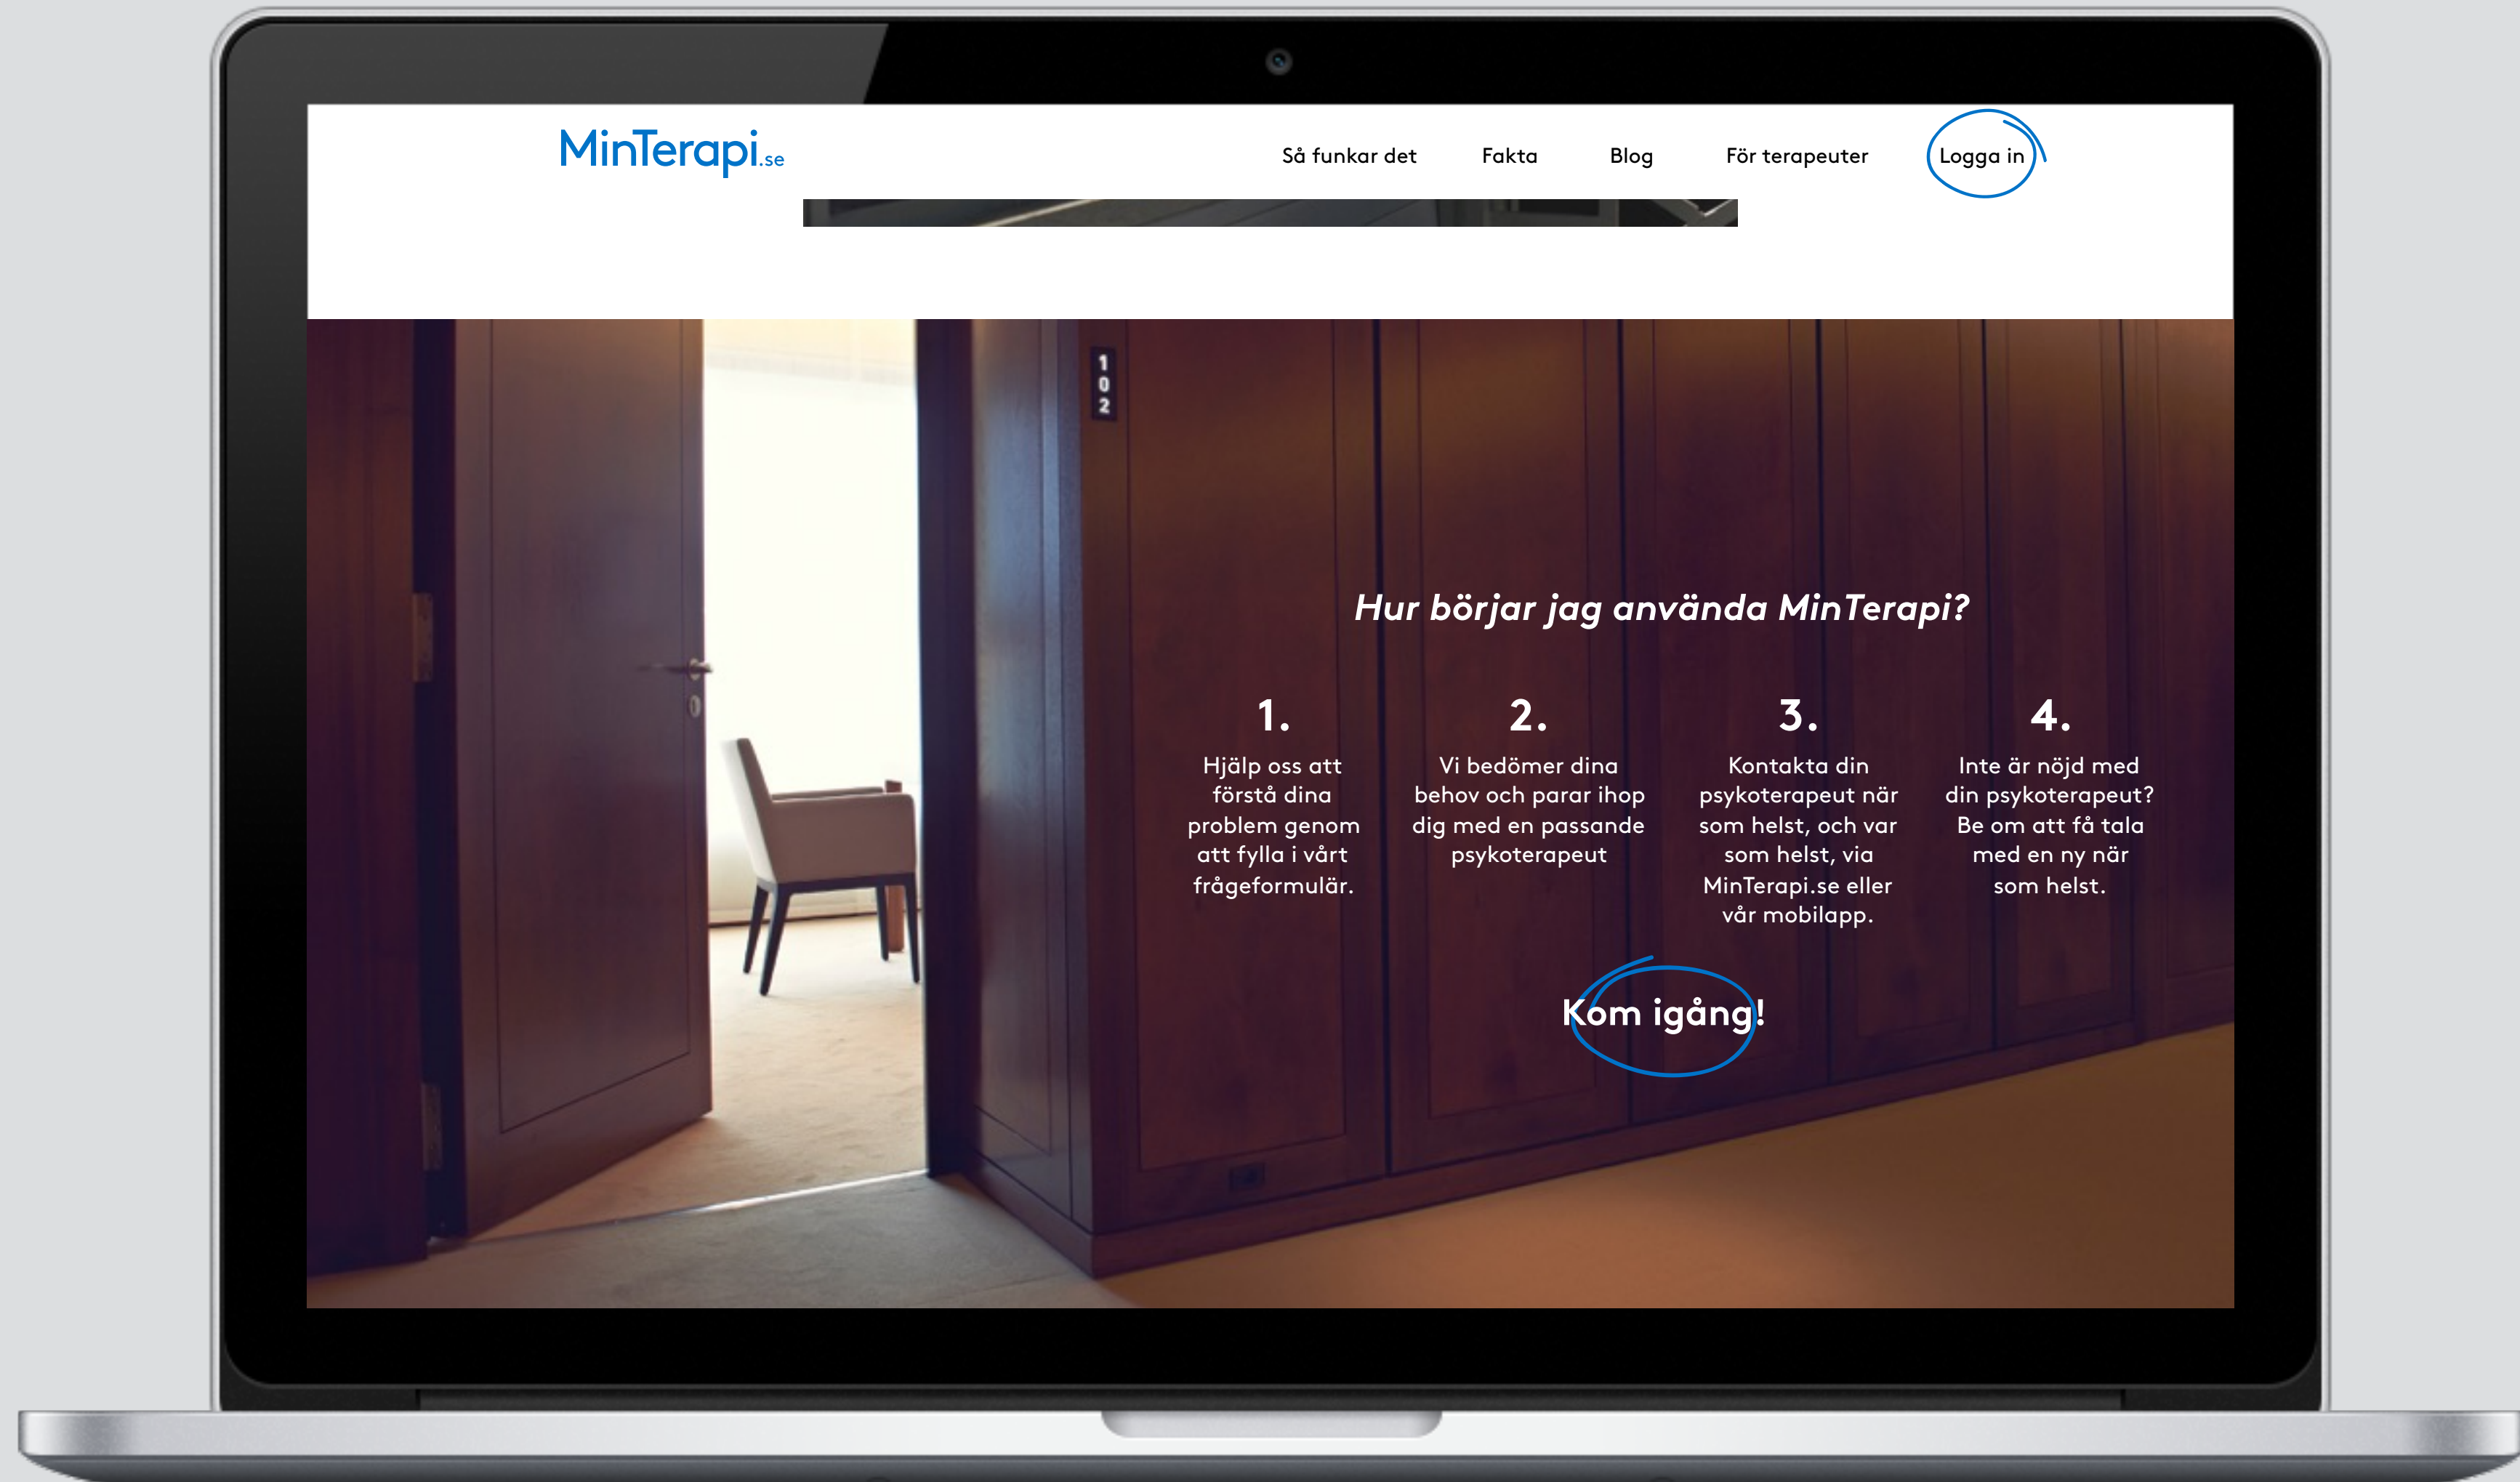 MinTerapi.se
Så funkar det
Fakta
Blog
För terapeuter
Logga in
1
0
2
Hur börjar jag använda MinTerapi?
1.
Hjälp oss att
förstå dina
problem genom
att fylla i vårt
frågeformulär.
2.
Vi bedömer dina
behov och parar ihop
dig med en passande
psykoterapeut
3.
Kontakta din
psykoterapeut när
som helst, och var
som helst, via
MinTerapi.se eller
vår mobilapp.
4.
Inte är nöjd med
din psykoterapeut?
Be om att få tala
med en ny när
som helst.
Kom igång!